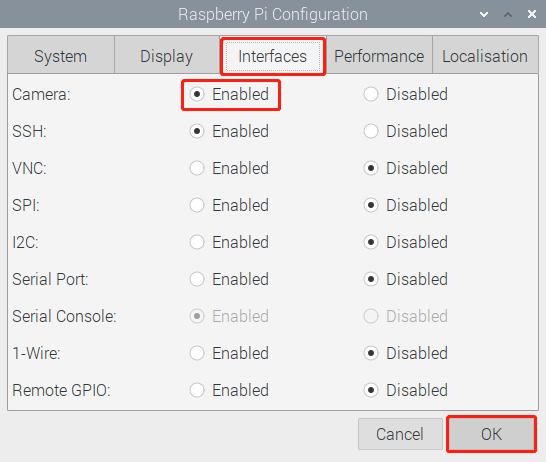 Raspberry Pi Configuration
System Display Interfaces Performance Localisation
Camera: Enabled Disabled
SSH: Enabled Disabled
VNC: Enabled Disabled
SPI: Enabled Disabled
I2C: Enabled Disabled
Serial Port: Enabled Disabled
Serial Console: Enabled Disabled
1-Wire: Enabled Disabled
Remote GPIO: Enabled Disabled
Cancel OK